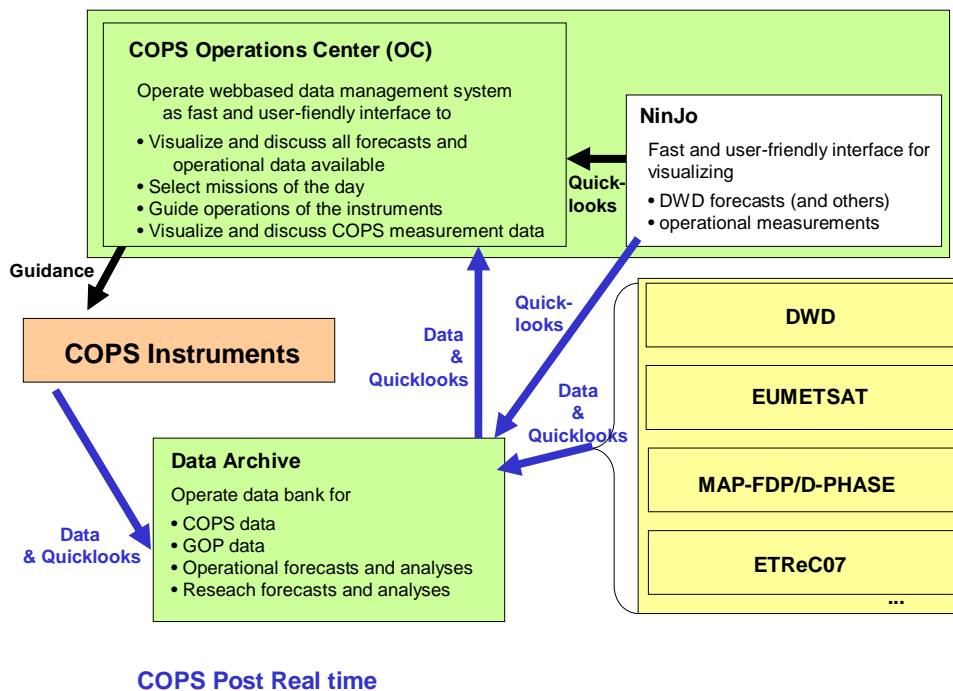 COPS Operations Center (OC)
Operate webbased data management system
as fast and user-fiendly interface to
• Visualize and discuss all forecasts and
operational data available
• Select missions of the day
• Guide operations of the instruments
• Visualize and discuss COPS measurement data
Quick-
looks
NinJo
Fast and user-friendly interface for
visualizing
• DWD forecasts (and others)
• operational measurements
Guidance
COPS Instruments
Data
&
Quicklooks
Quick-
looks
Data
&
Quicklooks
DWD
EUMETSAT
MAP-FDP/D-PHASE
ETReC07
...
Data
& Quicklooks
Data Archive
Operate data bank for
• COPS data
• GOP data
• Operational forecasts and analyses
• Reseach forecasts and analyses
COPS Post Real time